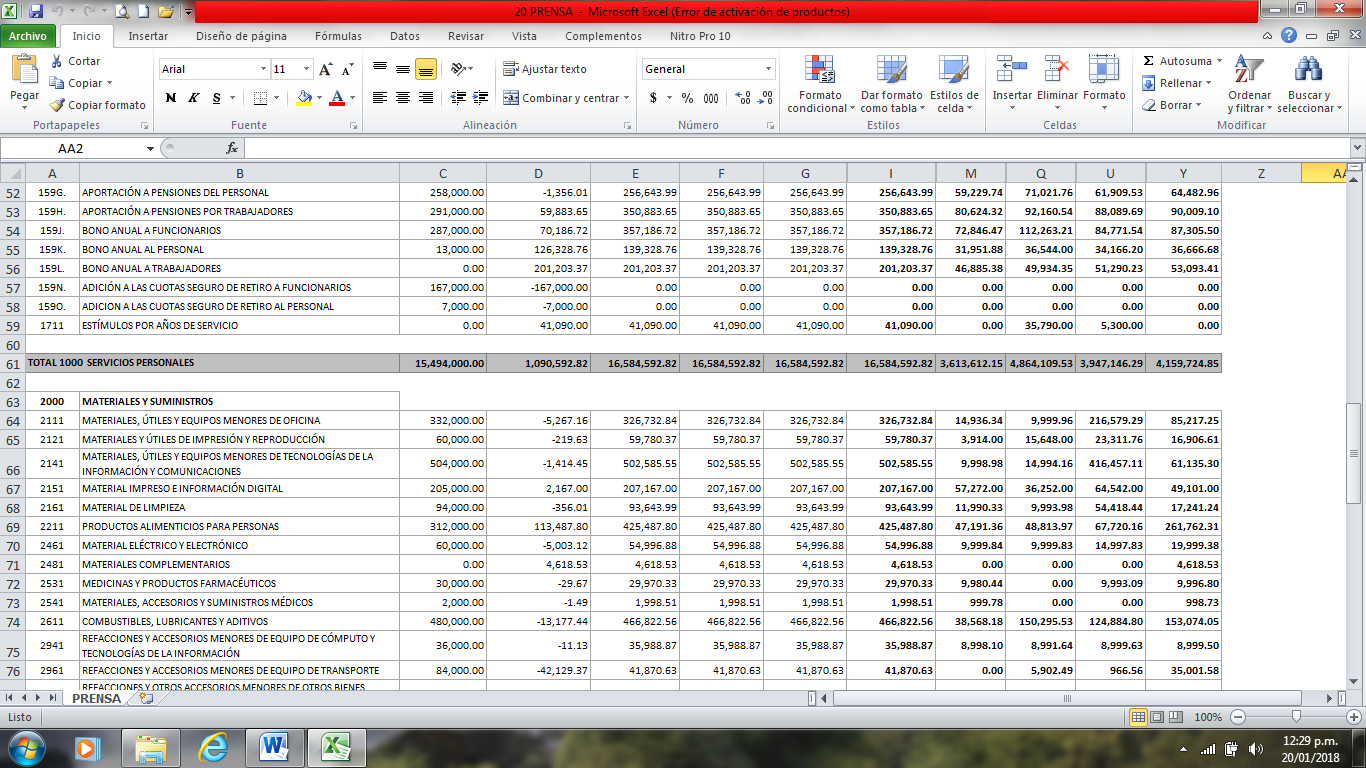 20 PRENSA - Microsoft Excel (Error de activación de productos)
Archivo Inicio Insertar Diseño de página Fórmulas Datos Revisar Vista Complementos Nitro Pro 10
Pegar Cortar Copiar Copiar formato Portapapeles
Arial 11 A A N K S A Fuente
Ajustar texto Combinar y centrar Alineación
General $ % 000 Número
Formato condicional Dar formato como tabla Estilos de celda Estilos
Insertar Eliminar Formato Celdas
Σ Autosuma Rellenar Borrar Ordenar y filtrar Buscar y seleccionar Modificar
AA2 fx
A B C D E F G I M Q U Y Z AA
52 159G. APORTACIÓN A PENSIONES DEL PERSONAL 258,000.00 -1,356.01 256,643.99 256,643.99 256,643.99 256,643.99 59,229.74 71,021.76 61,909.53 64,482.96
53 159H. APORTACIÓN A PENSIONES POR TRABAJADORES 291,000.00 59,883.65 350,883.65 350,883.65 350,883.65 350,883.65 80,624.32 92,160.54 88,089.69 90,009.10
54 159J. BONO ANUAL A FUNCIONARIOS 287,000.00 70,186.72 357,186.72 357,186.72 357,186.72 357,186.72 72,846.47 112,263.21 84,771.54 87,305.50
55 159K. BONO ANUAL AL PERSONAL 13,000.00 126,328.76 139,328.76 139,328.76 139,328.76 139,328.76 31,951.88 36,544.00 34,166.20 36,666.68
56 159L. BONO ANUAL A TRABAJADORES 0.00 201,203.37 201,203.37 201,203.37 201,203.37 201,203.37 46,885.38 49,934.35 51,290.23 53,093.41
57 159N. ADICIÓN A LAS CUOTAS SEGURO DE RETIRO A FUNCIONARIOS 167,000.00 -167,000.00 0.00 0.00 0.00 0.00 0.00 0.00 0.00 0.00
58 159O. ADICION A LAS CUOTAS SEGURO DE RETIRO AL PERSONAL 7,000.00 -7,000.00 0.00 0.00 0.00 0.00 0.00 0.00 0.00 0.00
59 1711 ESTÍMULOS POR AÑOS DE SERVICIO 0.00 41,090.00 41,090.00 41,090.00 41,090.00 41,090.00 0.00 35,790.00 5,300.00 0.00
60
61 TOTAL 1000 SERVICIOS PERSONALES 15,494,000.00 1,090,592.82 16,584,592.82 16,584,592.82 16,584,592.82 16,584,592.82 3,613,612.15 4,864,109.53 3,947,146.29 4,159,724.85
62
63 2000 MATERIALES Y SUMINISTROS
64 2111 MATERIALES, ÚTILES Y EQUIPOS MENORES DE OFICINA 332,000.00 -5,267.16 326,732.84 326,732.84 326,732.84 326,732.84 14,936.34 9,999.96 216,579.29 85,217.25
65 2121 MATERIALES Y ÚTILES DE IMPRESIÓN Y REPRODUCCIÓN 60,000.00 -219.63 59,780.37 59,780.37 59,780.37 59,780.37 3,914.00 15,648.00 23,311.76 16,906.61
MATERIALES, ÚTILES Y EQUIPOS MENORES DE TECNOLOGÍAS DE LA
66 2141 INFORMACIÓN Y COMUNICACIONES 504,000.00 -1,414.45 502,585.55 502,585.55 502,585.55 502,585.55 9,998.98 14,994.16 416,457.11 61,135.30
67 2151 MATERIAL IMPRESO E INFORMACIÓN DIGITAL 205,000.00 2,167.00 207,167.00 207,167.00 207,167.00 207,167.00 57,272.00 36,252.00 64,542.00 49,101.00
68 2161 MATERIAL DE LIMPIEZA 94,000.00 -356.01 93,643.99 93,643.99 93,643.99 93,643.99 11,990.33 9,993.98 54,418.44 17,241.24
69 2211 PRODUCTOS ALIMENTICIOS PARA PERSONAS 312,000.00 113,487.80 425,487.80 425,487.80 425,487.80 425,487.80 47,191.36 48,813.97 67,720.16 261,762.31
70 2461 MATERIAL ELÉCTRICO Y ELECTRÓNICO 60,000.00 -5,003.12 54,996.88 54,996.88 54,996.88 54,996.88 9,999.84 9,999.83 14,997.83 19,999.38
71 2481 MATERIALES COMPLEMENTARIOS 0.00 4,618.53 4,618.53 4,618.53 4,618.53 4,618.53 0.00 0.00 0.00 4,618.53
72 2531 MEDICINAS Y PRODUCTOS FARMACÉUTICOS 30,000.00 -29.67 29,970.33 29,970.33 29,970.33 29,970.33 9,980.44 0.00 9,993.09 9,996.80
73 2541 MATERIALES, ACCESORIOS Y SUMINISTROS MÉDICOS 2,000.00 -1.49 1,998.51 1,998.51 1,998.51 1,998.51 999.78 0.00 0.00 998.73
74 2611 COMBUSTIBLES, LUBRICANTES Y ADITIVOS 480,000.00 -13,177.44 466,822.56 466,822.56 466,822.56 466,822.56 38,568.18 150,295.53 124,884.80 153,074.05
REFACCIONES Y ACCESORIOS MENORES DE EQUIPO DE CÓMPUTO Y
75 2941 TECNOLOGÍAS DE LA INFORMACIÓN 36,000.00 -11.13 35,988.87 35,988.87 35,988.87 35,988.87 8,998.10 8,991.64 8,999.63 8,999.50
76 2961 REFACCIONES Y ACCESORIOS MENORES DE EQUIPO DE TRANSPORTE 84,000.00 -42,129.37 41,870.63 41,870.63 41,870.63 41,870.63 0.00 5,902.49 966.56 35,001.58
REFACCIONES Y OTROS ACCESORIOS MENORES DE OTROS BIENES
PRENSA
Listo 100%
12:29 p.m.
20/01/2018